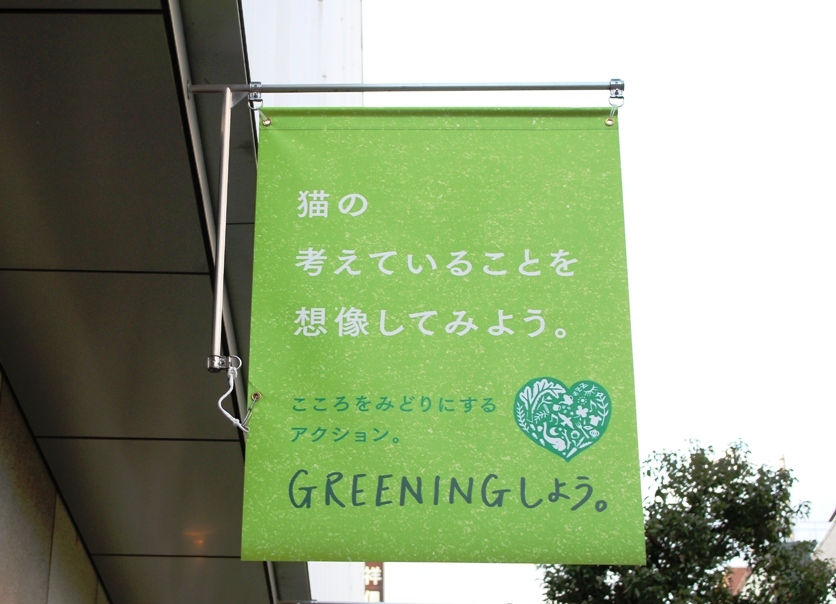 猫の
考えていることを
想像してみよう。
こころをみどりにする
アクション。
GREENINGしよう。